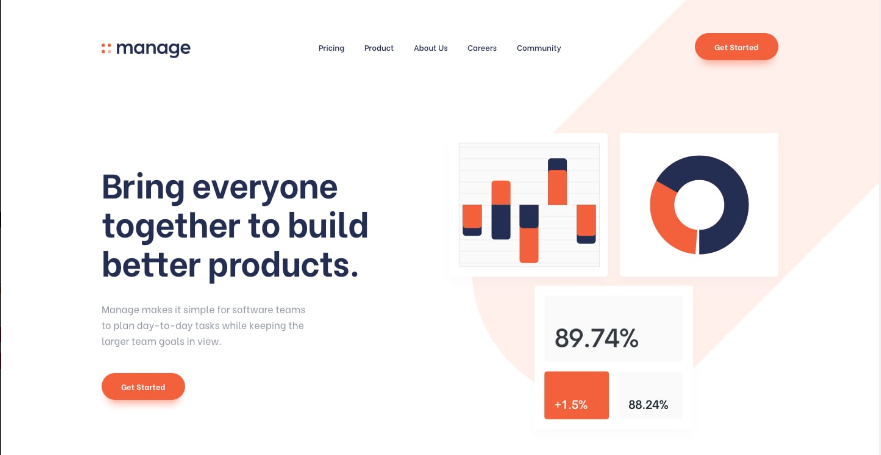 manage
Pricing
Product
About Us
Careers
Community
Get Started
Bring everyone
together to build
better products.
Manage makes it simple for software teams
to plan day-to-day tasks while keeping the
larger team goals in view.
Get Started
89.74%
+1.5%
88.24%